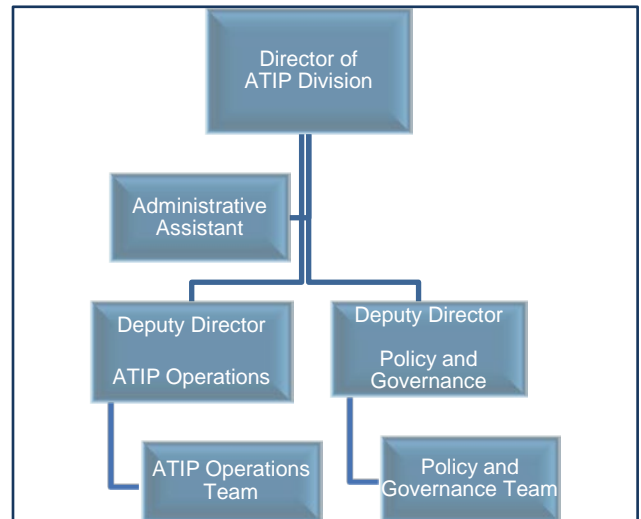 Director of
ATIP Division
Administrative
Assistant
Deputy Director
ATIP Operations
Deputy Director
Policy and
Governance
ATIP Operations
Team
Policy and
Governance Team